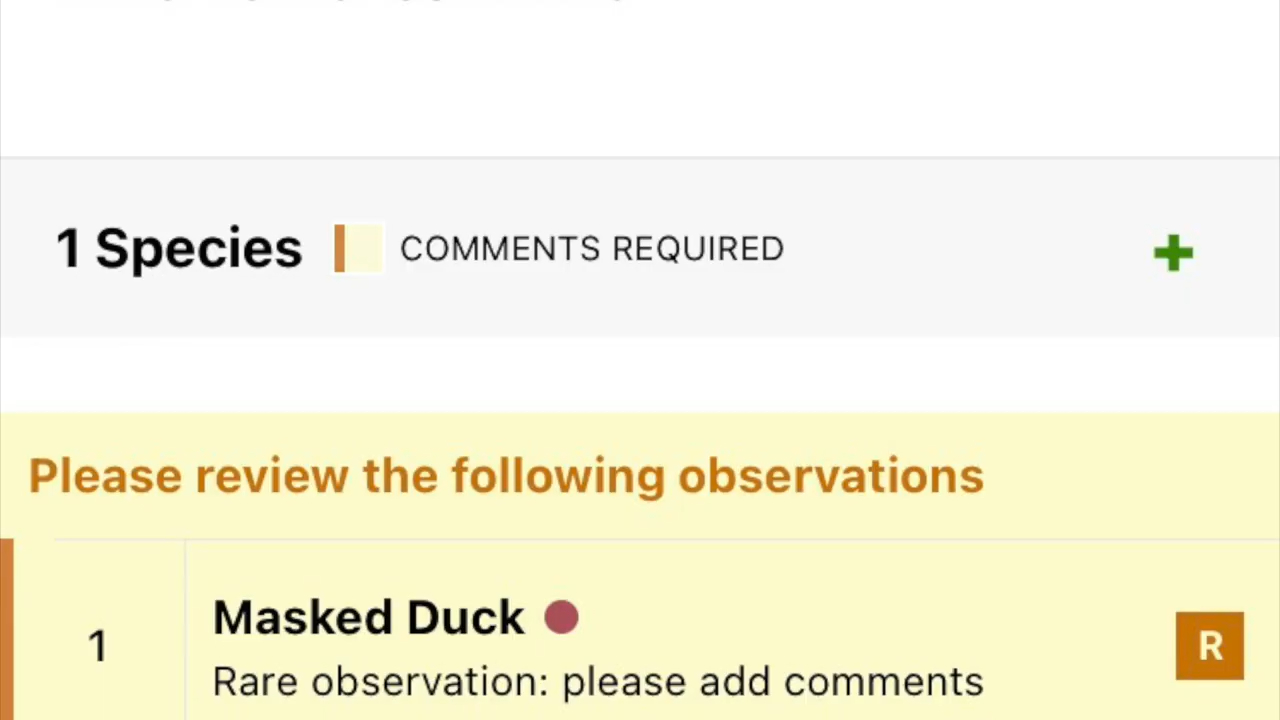 1 Species COMMENTS REQUIRED
Please review the following observations
1
Masked Duck
R
Rare observation: please add comments